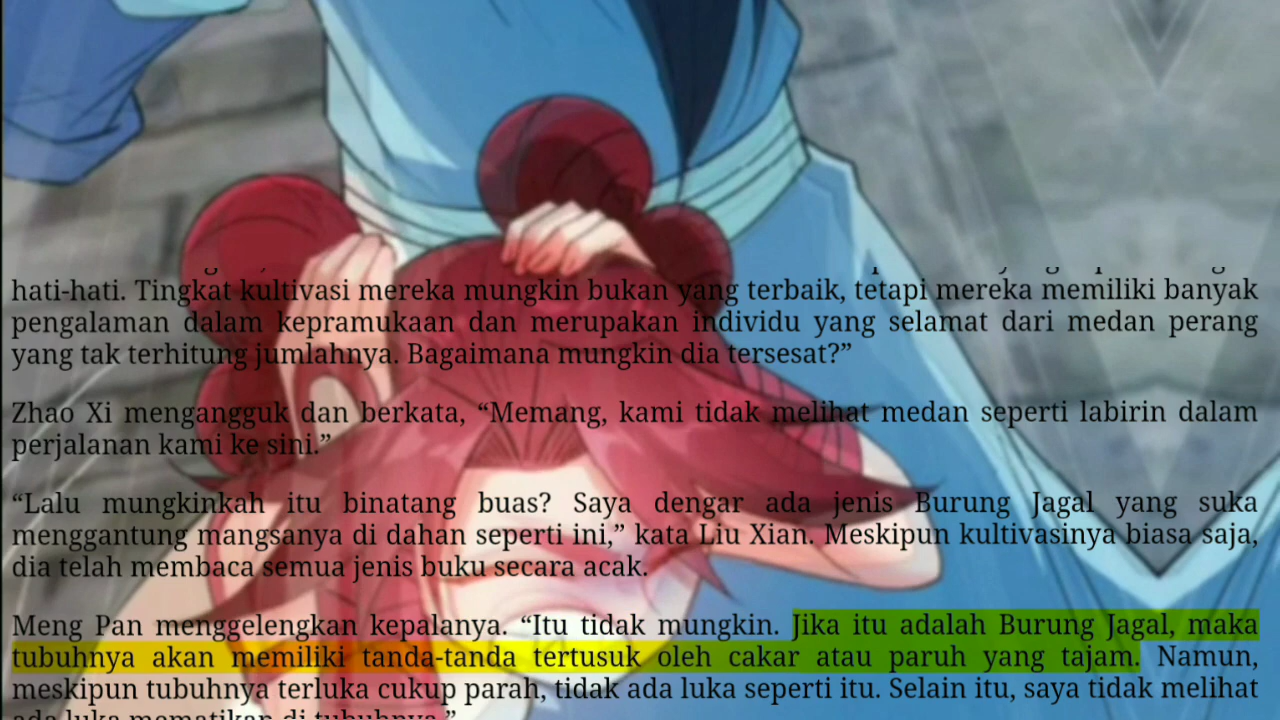 hati-hati. Tingkat kultivasi mereka mungkin bukan yang terbaik, tetapi mereka memiliki banyak
pengalaman dalam kepramukaan dan merupakan individu yang selamat dari medan perang
yang tak terhitung jumlahnya. Bagaimana mungkin dia tersesat?”
Zhao Xi mengangguk dan berkata, “Memang, kami tidak melihat medan seperti labirin dalam
perjalanan kami ke sini.”
“Lalu mungkinkah itu binatang buas? Saya dengar ada jenis Burung Jagal yang suka
menggantung mangsanya di dahan seperti ini,” kata Liu Xian. Meskipun kultivasinya biasa saja,
dia telah membaca semua jenis buku secara acak.
Meng Pan menggelengkan kepalanya. “Itu tidak mungkin. Jika itu adalah Burung Jagal, maka
tubuhnya akan memiliki tanda-tanda tertusuk oleh cakar atau paruh yang tajam. Namun,
meskipun tubuhnya terluka cukup parah, tidak ada luka seperti itu. Selain itu, saya tidak melihat
ada luka mematikan di tubuhnya.”